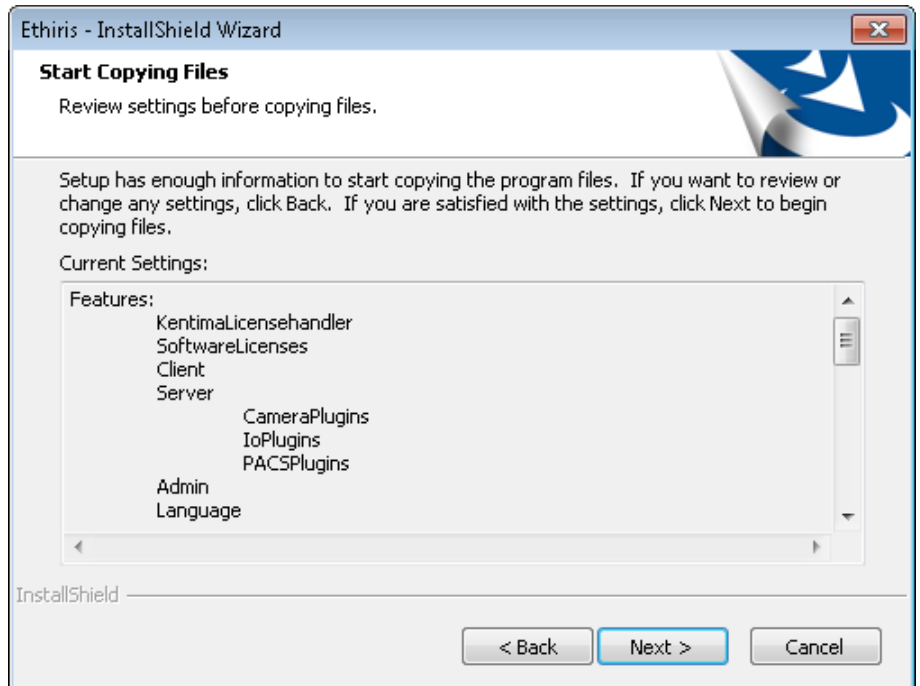 Ethiris - InstallShield Wizard
Start Copying Files
Review settings before copying files.
Setup has enough information to start copying the program files.  If you want to review or
change any settings, click Back.  If you are satisfied with the settings, click Next to begin
copying files.
Current Settings:
Features:
KentimaLicensehandler
SoftwareLicenses
Client
Server
CameraPlugins
IoPlugins
PACSPlugins
Admin
Language
InstallShield
< Back
Next >
Cancel